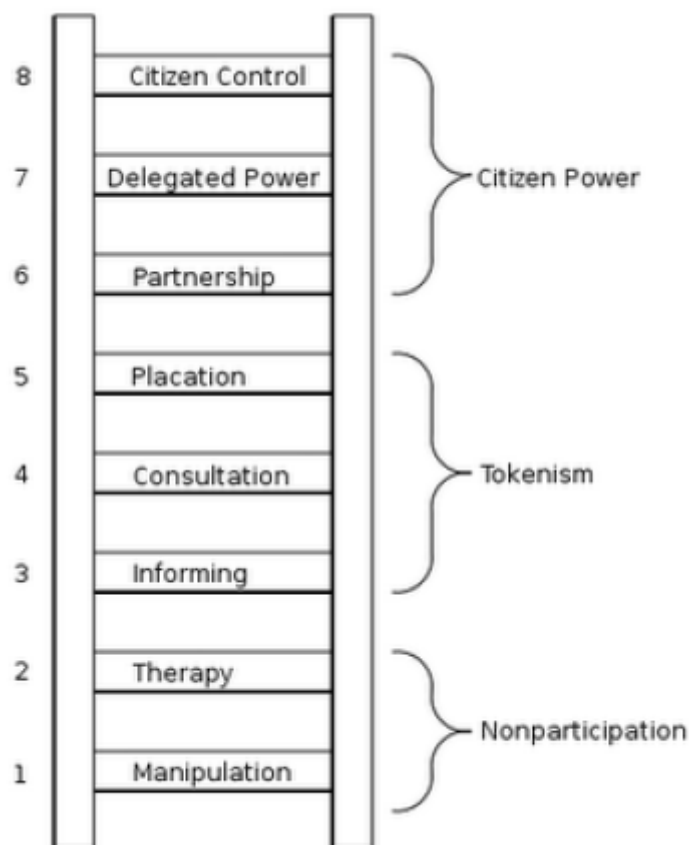 8 Citizen Control
7 Delegated Power
Citizen Power
6 Partnership
5 Placation
4 Consultation
Tokenism
3 Informing
2 Therapy
Nonparticipation
1 Manipulation